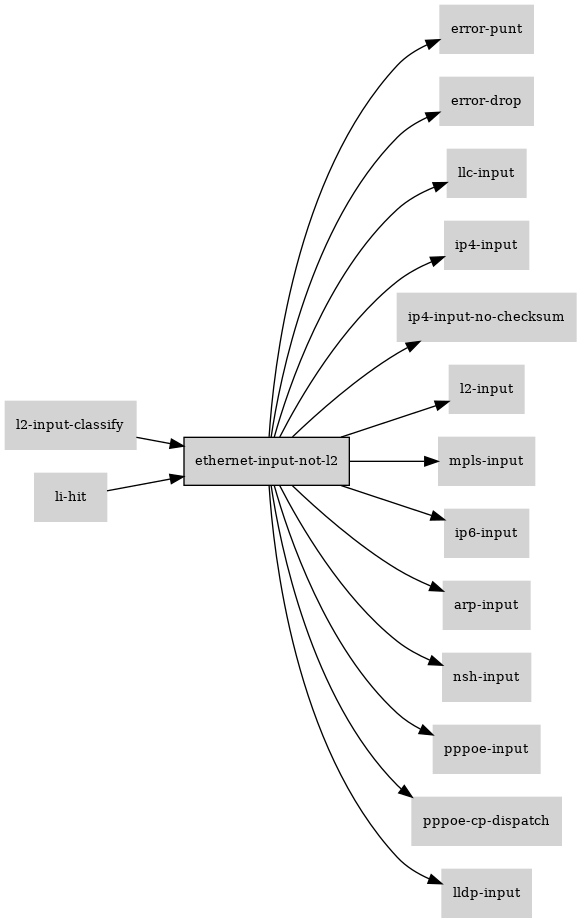 error-punt
error-drop
llc-input
ip4-input
ip4-input-no-checksum
l2-input
l2-input-classify
ethernet-input-not-l2
mpls-input
li-hit
ip6-input
arp-input
nsh-input
pppoe-input
pppoe-cp-dispatch
lldp-input